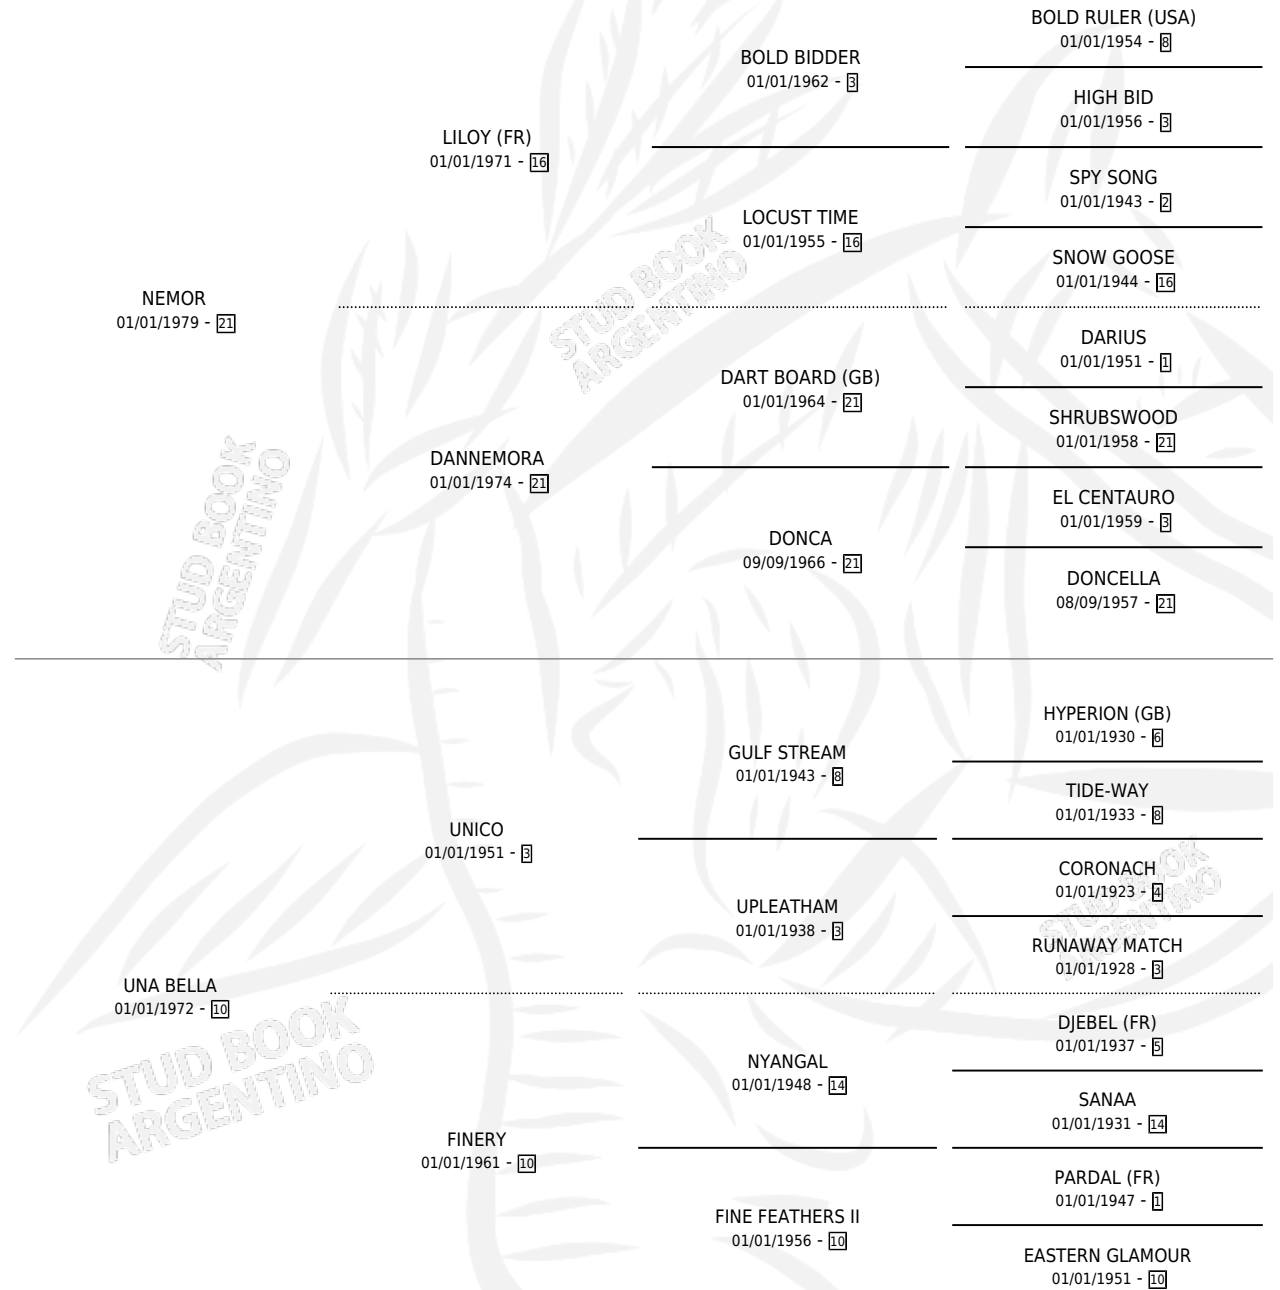 BOLD RULER (USA)
01/01/1954 - 8
BOLD BIDDER
01/01/1962 - 3
HIGH BID
01/01/1956 - 3
LILOY (FR)
01/01/1971 - 16
SPY SONG
01/01/1943 - 2
LOCUST TIME
01/01/1955 - 16
SNOW GOOSE
01/01/1944 - 16
NEMOR
01/01/1979 - 21
DARIUS
01/01/1951 - 1
DART BOARD (GB)
01/01/1964 - 21
SHRUBSWOOD
01/01/1958 - 21
DANNEMORA
01/01/1974 - 21
EL CENTAURO
01/01/1959 - 3
DONCA
09/09/1966 - 21
DONCELLA
08/09/1957 - 21
HYPERION (GB)
01/01/1930 - 6
GULF STREAM
01/01/1943 - 8
TIDE-WAY
01/01/1933 - 8
UNICO
01/01/1951 - 3
CORONACH
01/01/1923 - 4
UPLEATHAM
01/01/1938 - 3
RUNAWAY MATCH
01/01/1928 - 3
UNA BELLA
01/01/1972 - 10
DJEBEL (FR)
01/01/1937 - 5
NYANGAL
01/01/1948 - 14
SANAA
01/01/1931 - 14
FINERY
01/01/1961 - 10
PARDAL (FR)
01/01/1947 - 1
FINE FEATHERS II
01/01/1956 - 10
EASTERN GLAMOUR
01/01/1951 - 10
STUD BOOK
ARGENTINO
STUD BOOK
ARGENTINO
STUD BOOK
ARGENTINO
STUD BOOK
ARGENTINO